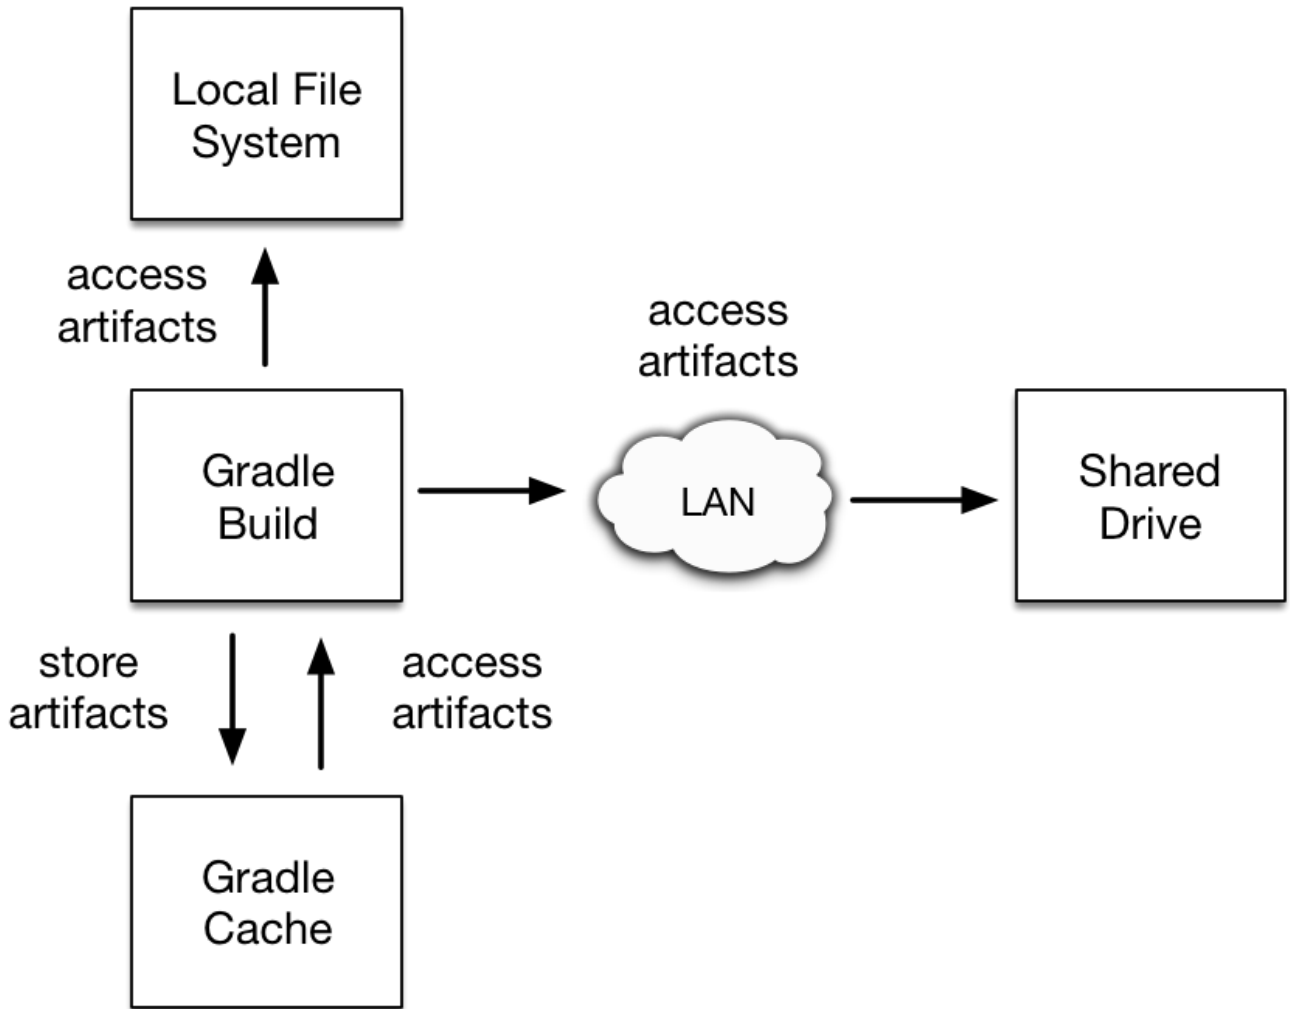 Local File
System
access
artifacts
access
artifacts
Gradle
Build
LAN
Shared
Drive
store
artifacts
access
artifacts
Gradle
Cache